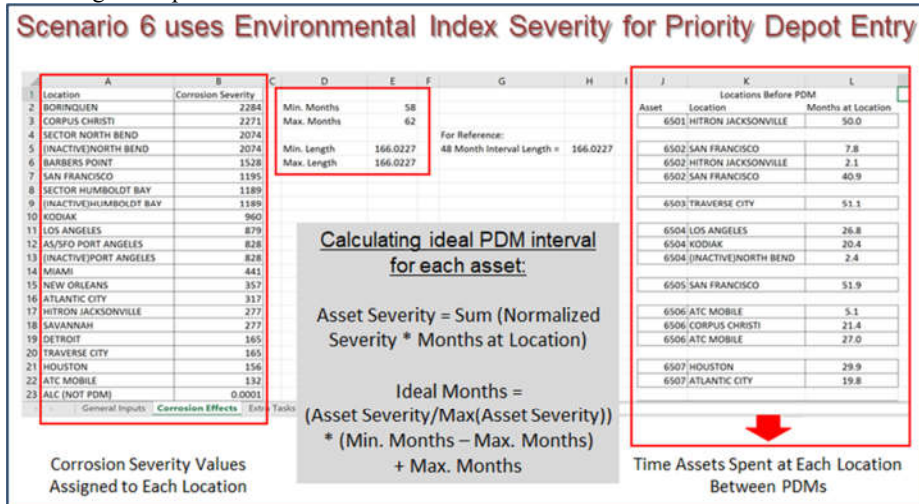 Scenario 6 uses Environmental Index Severity for Priority Depot Entry
A B C D E F G H I J K L
1 Location Corrosion Severity Locations Before PDM
2 BORINQUEN 2284 Min. Months 58 Asset Location Months at Location
3 CORPUS CHRISTI 2271 Max. Months 62 6501 HITRON JACKSONVILLE 50.0
4 SECTOR NORTH BEND 2074 For Reference:
5 (INACTIVE)NORTH BEND 2074 Min. Length 166.0227 48 Month Interval Length = 166.0227 6502 SAN FRANCISCO 7.8
6 BARBERS POINT 1528 Max. Length 166.0227 6502 HITRON JACKSONVILLE 2.1
7 SAN FRANCISCO 1195 6502 SAN FRANCISCO 40.9
8 SECTOR HUMBOLDT BAY 1189
9 (INACTIVE)HUMBOLDT BAY 1189 6503 TRAVERSE CITY 51.1
10 KODIAK 960
11 LOS ANGELES 879 6504 LOS ANGELES 26.8
12 AS/SFO PORT ANGELES 828 6504 KODIAK 20.4
13 (INACTIVE)PORT ANGELES 828 6504 (INACTIVE)NORTH BEND 2.4
14 MIAMI 441
15 NEW ORLEANS 357 6505 SAN FRANCISCO 51.9
16 ATLANTIC CITY 317
17 HITRON JACKSONVILLE 277 6506 ATC MOBILE 5.1
18 SAVANNAH 277 6506 CORPUS CHRISTI 21.4
19 DETROIT 165 6506 ATC MOBILE 27.0
20 TRAVERSE CITY 165
21 HOUSTON 156 6507 HOUSTON 29.9
22 ATC MOBILE 132 6507 ATLANTIC CITY 19.8
23 ALC (NOT PDM) 0.0001
General Inputs Corrosion Effects Extra Tasks
Calculating ideal PDM interval
for each asset:
Asset Severity = Sum (Normalized
Severity * Months at Location)
Ideal Months =
(Asset Severity/Max(Asset Severity))
* (Min. Months – Max. Months)
+ Max. Months
Corrosion Severity Values
Assigned to Each Location
Time Assets Spent at Each Location
Between PDMs